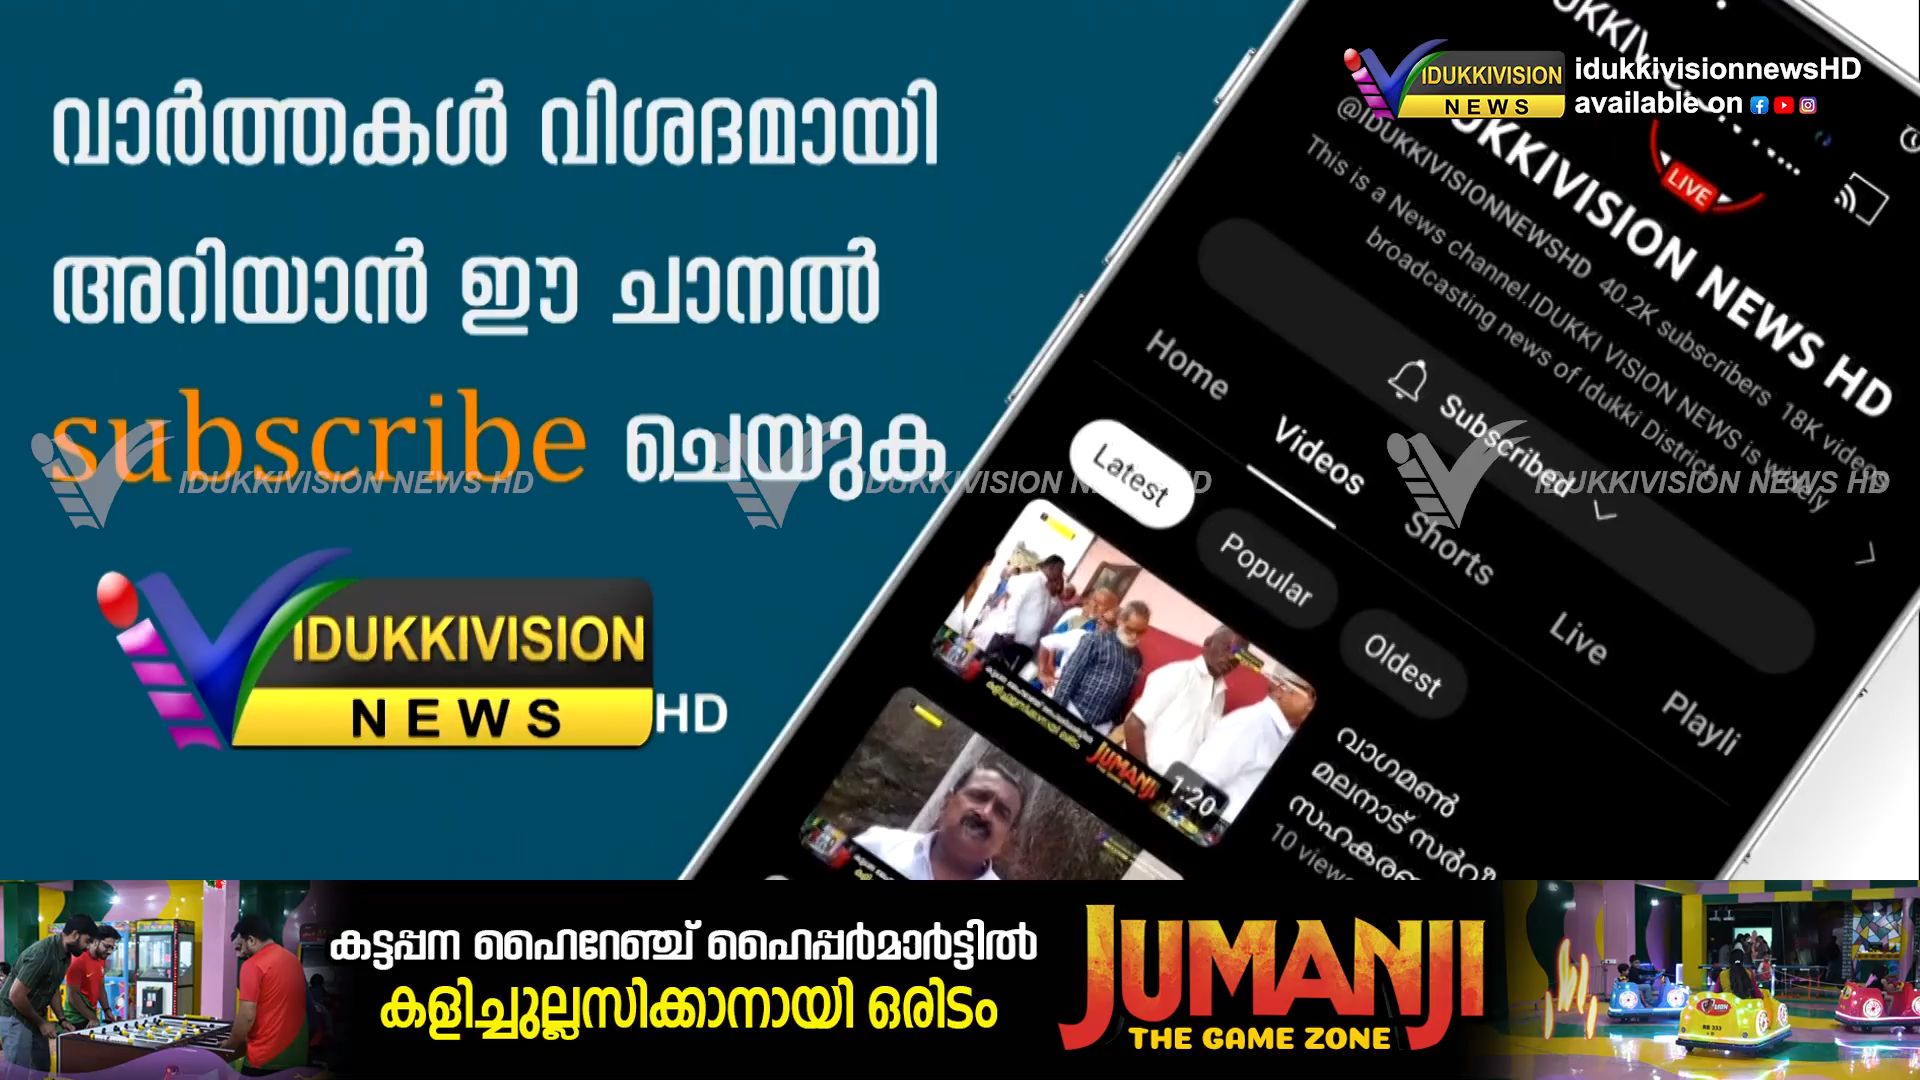 വാർത്തകൾ വിശദമായി
അറിയാൻ ഈ ചാനൽ
subscribe ചെയുക
IDUKKIVISION
NEWS HD
IDUKKIVISION
NEWS
idukkivisionnewsHD
available on
LIVE
IDUKKIVISION NEWS HD
@IDUKKIVISIONNEWSHD 40.2K subscribers 18K videos
This is a News channel.IDUKKI VISION NEWS is
broadcasting news of Idukki District
Subscribed
Home
Videos
Shorts
Live
Playli
Latest
Popular
Oldest
JUMANJI
1:20
വാഗമൺ
മലനാട് സർവീ
സഹകരണ
10 views
IDUKKIVISION NEWS HD
IDUKKIVISION NEWS HD
IDUKKIVISION NEWS HD
കട്ടപ്പന ഹൈറേഞ്ച് ഹൈപ്പർമാർട്ടിൽ
കളിച്ചുല്ലസിക്കാനായി ഒരിടം
JUMANJI
THE GAME ZONE